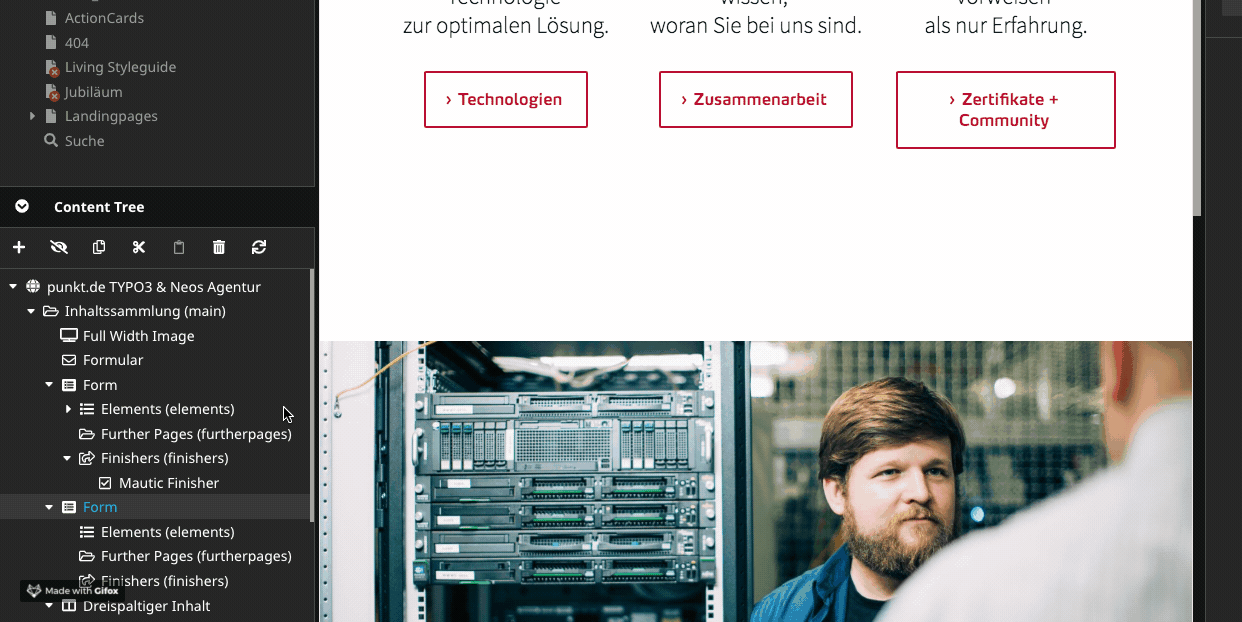 ActionCards
404
Living Styleguide
Jubiläum
Landingpages
Suche
Content Tree
punkt.de TYPO3 & Neos Agentur
Inhaltssammlung (main)
Full Width Image
Formular
Form
Elements (elements)
Further Pages (furtherpages)
Finishers (finishers)
Mautic Finisher
Form
Elements (elements)
Further Pages (furtherpages)
Finishers (finishers)
Made with Gifox
Dreispaltiger Inhalt
Technologie
zur optimalen Lösung.
› Technologien
wissen,
woran Sie bei uns sind.
› Zusammenarbeit
vorweisen
als nur Erfahrung.
› Zertifikate +
Community